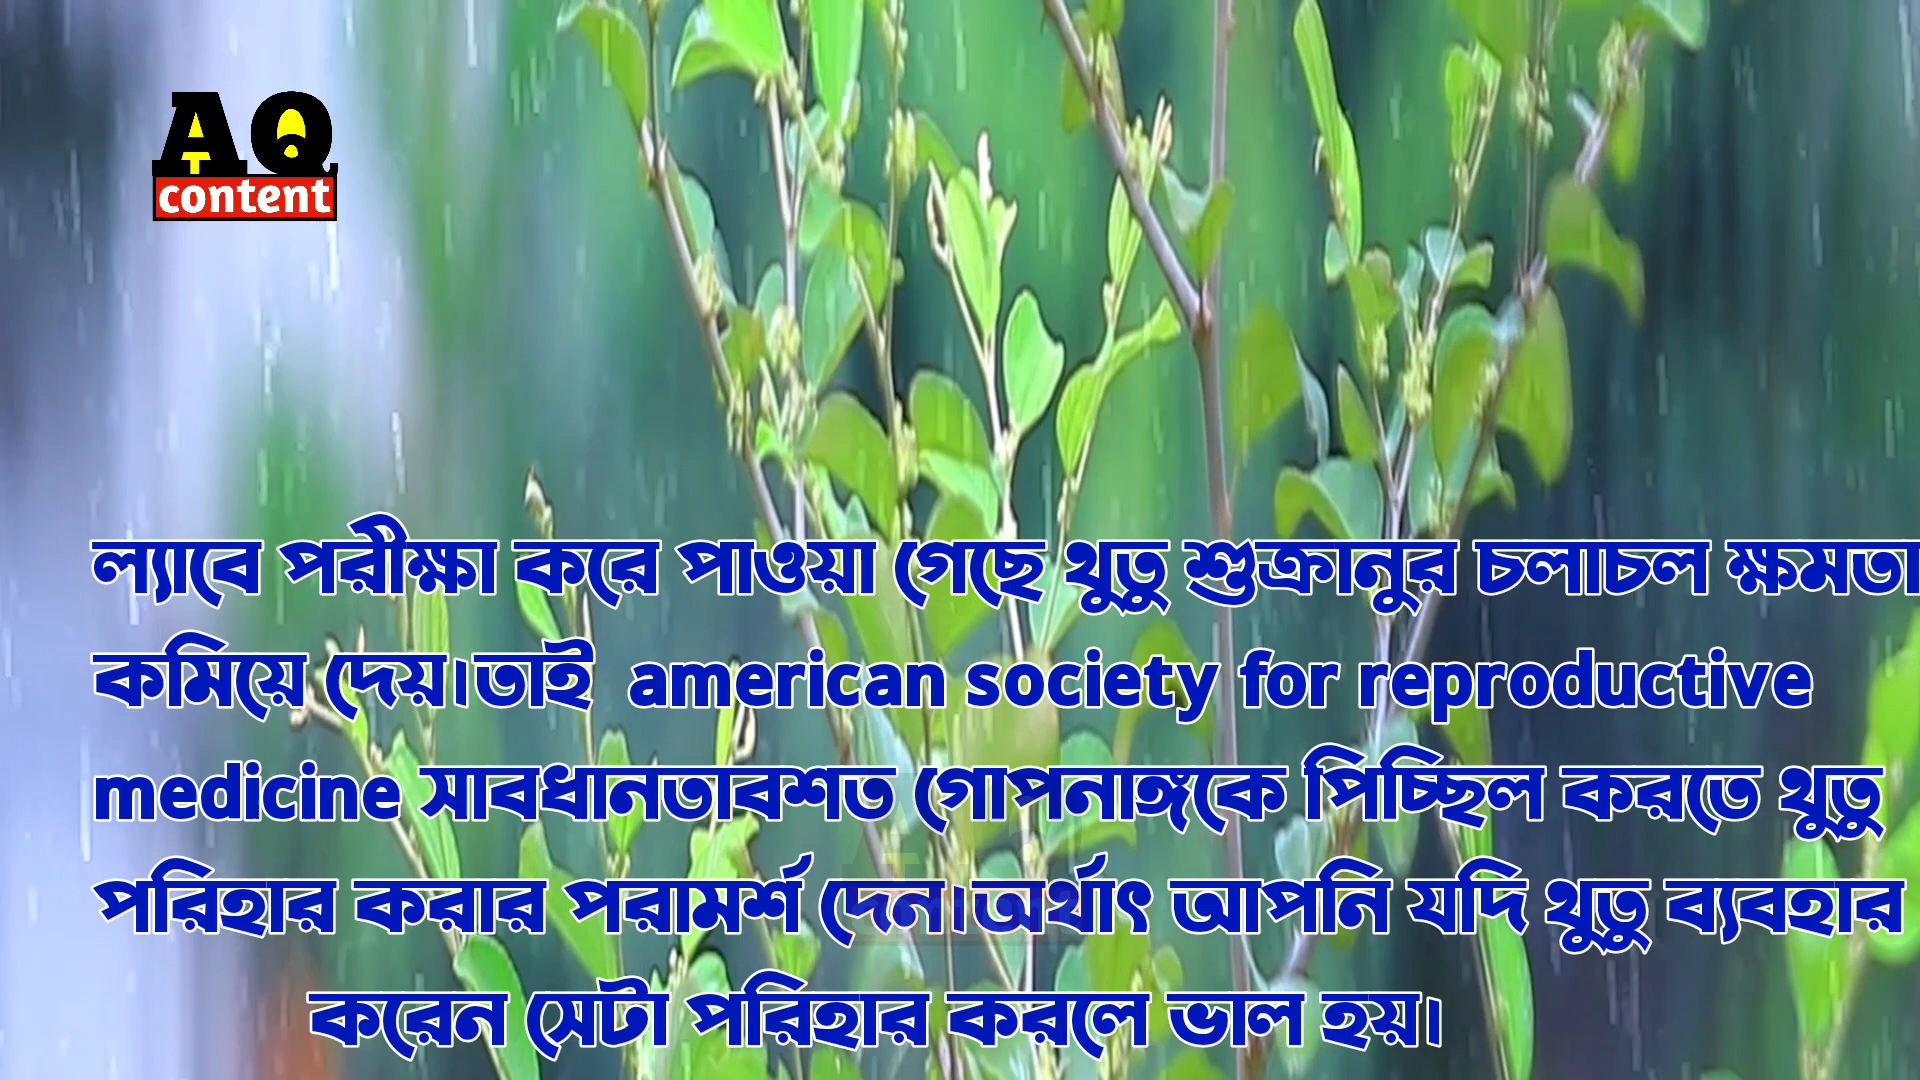 AQ
content
ল্যাবে পরীক্ষা করে পাওয়া গেছে থুতু শুক্রানুর চলাচল ক্ষমতা
কমিয়ে দেয়।তাই american society for reproductive
medicine সাবধানতাবশত গোপনাঙ্গকে পিচ্ছিল করতে থুতু
পরিহার করার পরামর্শ দেন।অর্থাৎ আপনি যদি থুতু ব্যবহার
করেন সেটা পরিহার করলে ভাল হয়।